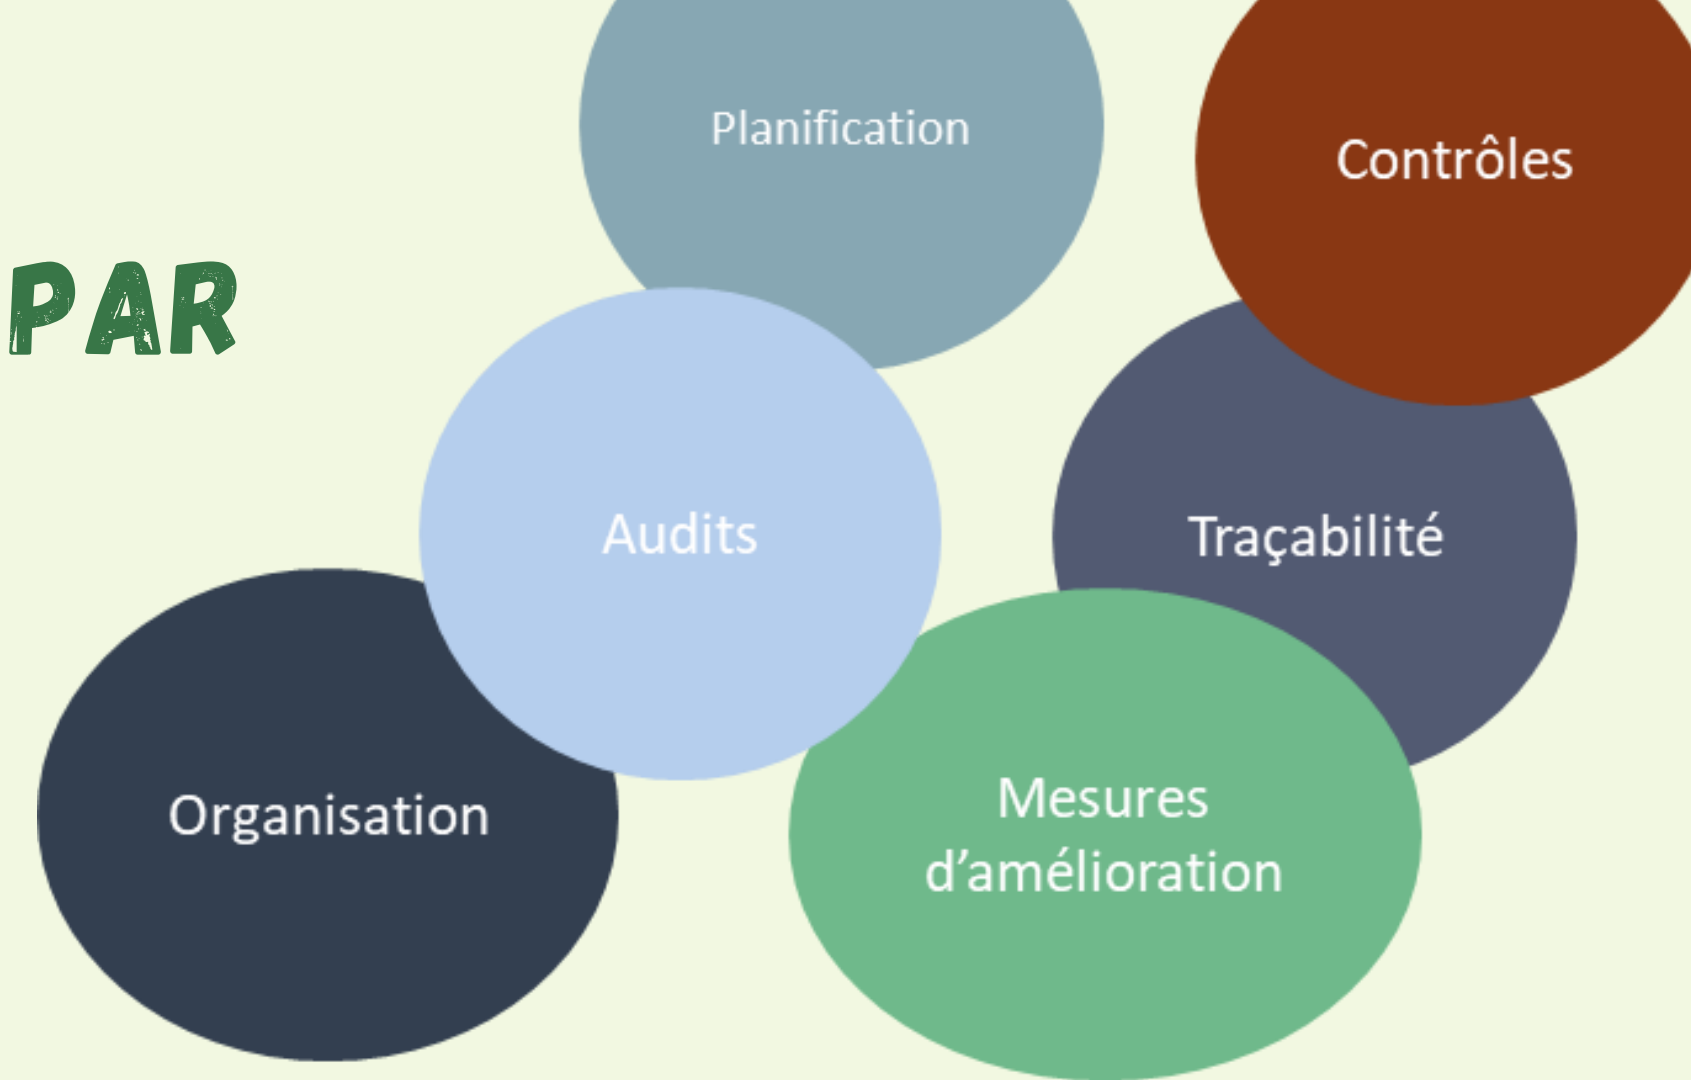 Planification
Contrôles
PAR
Audits
Traçabilité
Organisation
Mesures
d’amélioration